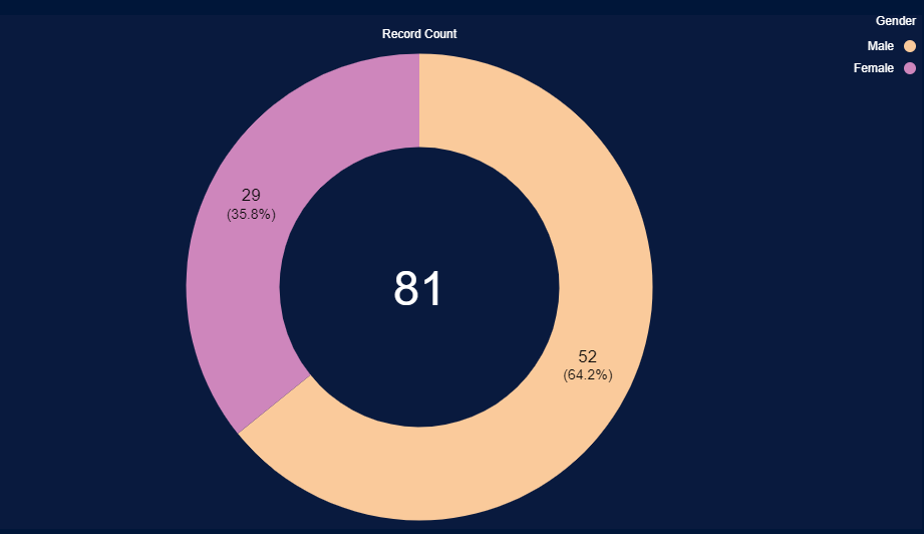 Record Count
Gender
Male
Female
29
(35.8%)
81
52
(64.2%)